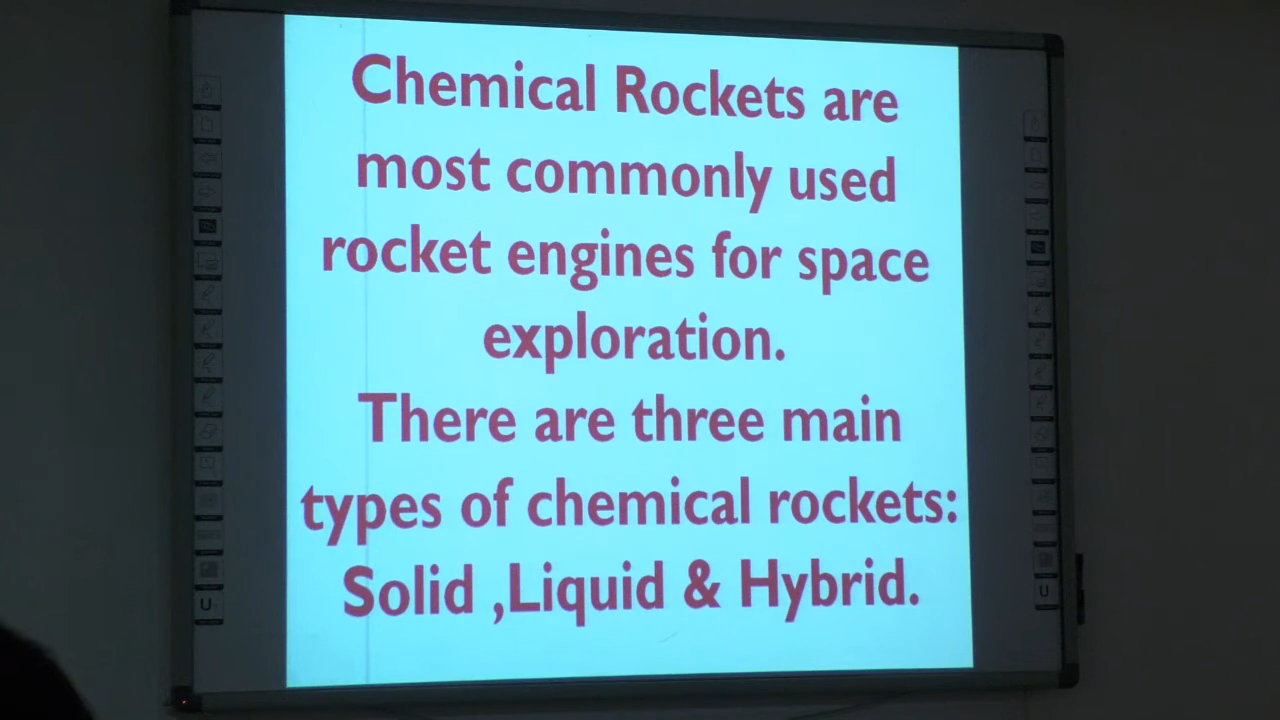 Chemical Rockets are
most commonly used
rocket engines for space
exploration.
There are three main
types of chemical rockets:
Solid ,Liquid & Hybrid.